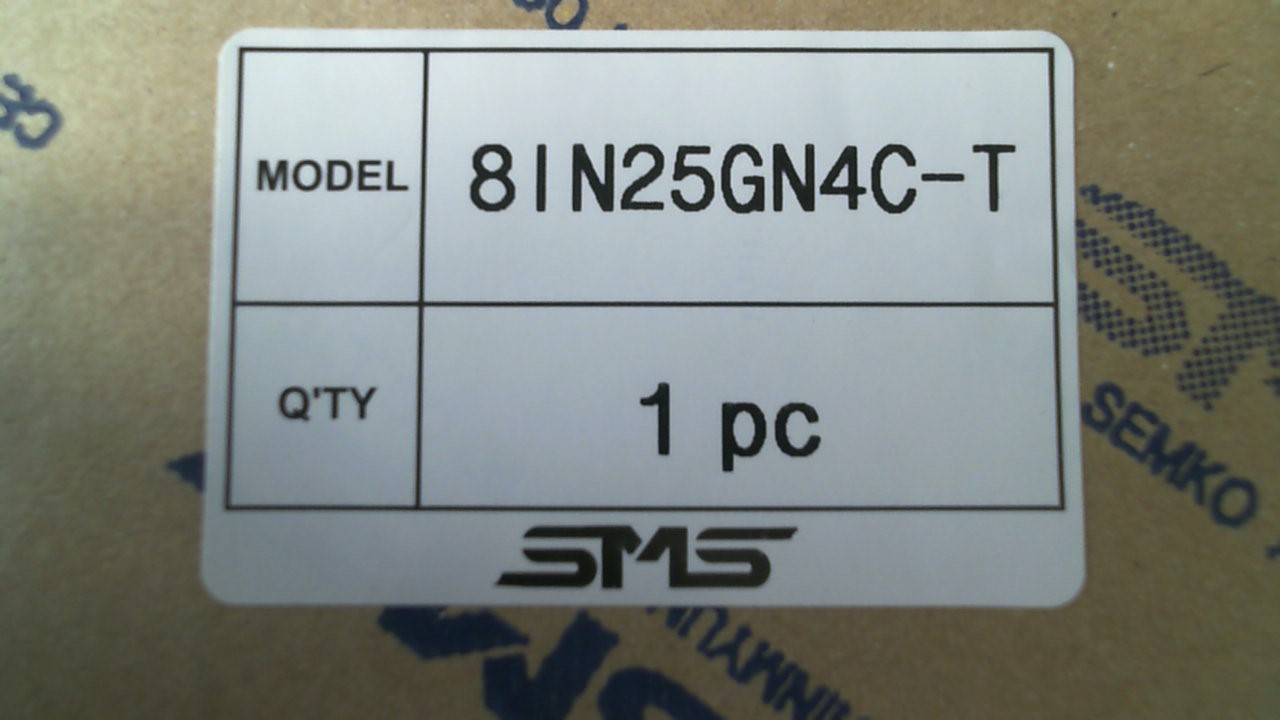 MODEL 8IN25GN4C-T
Q'TY 1 pc
SMS
SEMKO